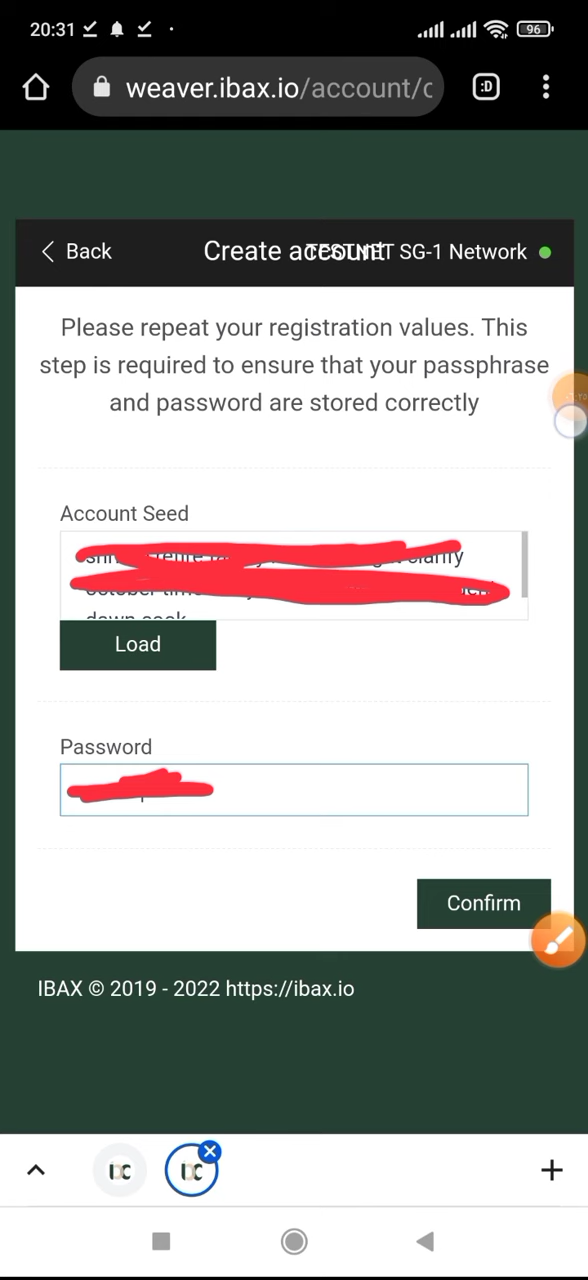 20:31
96
weaver.ibax.io/account/c
:D
Back
Create account
TESTNET SG-1 Network
Please repeat your registration values. This
step is required to ensure that your passphrase
and password are stored correctly
Account Seed
Load
Password
Confirm
IBAX © 2019 - 2022 https://ibax.io